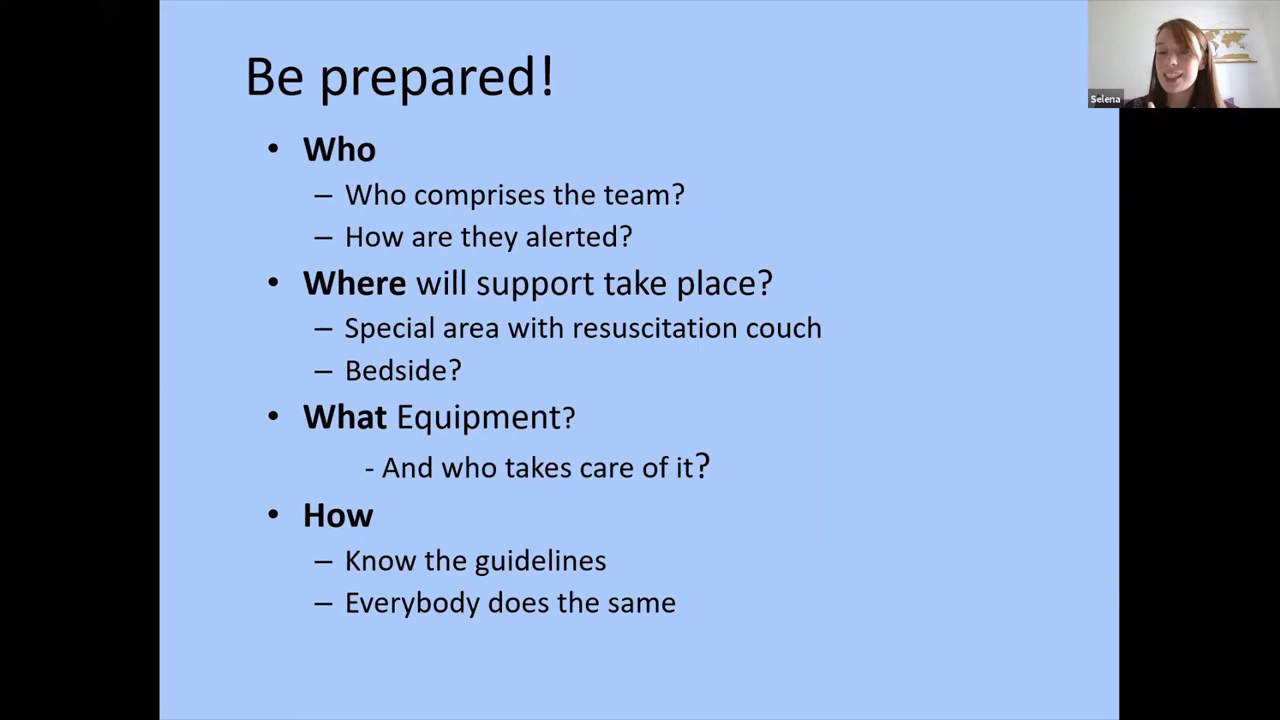 Be prepared!
• Who
– Who comprises the team?
– How are they alerted?
• Where will support take place?
– Special area with resuscitation couch
– Bedside?
• What Equipment?
- And who takes care of it?
• How
– Know the guidelines
– Everybody does the same
Selena